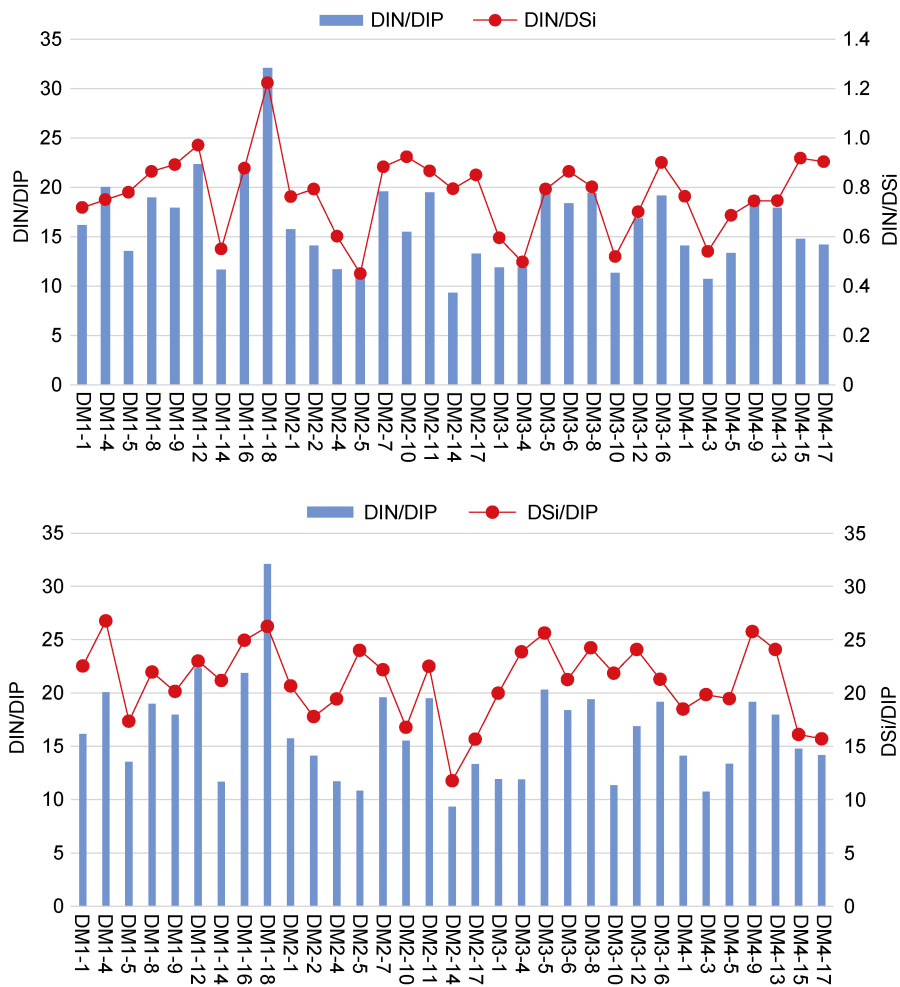 DIN/DIP DIN/DSi
35 1.4
30 1.2
25 1.0
20 0.8
15 0.6
10 0.4
5 0.2
0 0
DIN/DIP
DIN/DSi
DM1-1
DM1-4
DM1-5
DM1-8
DM1-9
DM1-12
DM1-14
DM1-16
DM1-18
DM2-1
DM2-2
DM2-4
DM2-5
DM2-7
DM2-10
DM2-11
DM2-14
DM2-17
DM3-1
DM3-4
DM3-5
DM3-6
DM3-8
DM3-10
DM3-12
DM3-16
DM4-1
DM4-3
DM4-5
DM4-9
DM4-13
DM4-15
DM4-17
DIN/DIP DSi/DIP
35 35
30 30
25 25
20 20
15 15
10 10
5 5
0 0
DIN/DIP
DSi/DIP
DM1-1
DM1-4
DM1-5
DM1-8
DM1-9
DM1-12
DM1-14
DM1-16
DM1-18
DM2-1
DM2-2
DM2-4
DM2-5
DM2-7
DM2-10
DM2-11
DM2-14
DM2-17
DM3-1
DM3-4
DM3-5
DM3-6
DM3-8
DM3-10
DM3-12
DM3-16
DM4-1
DM4-3
DM4-5
DM4-9
DM4-13
DM4-15
DM4-17